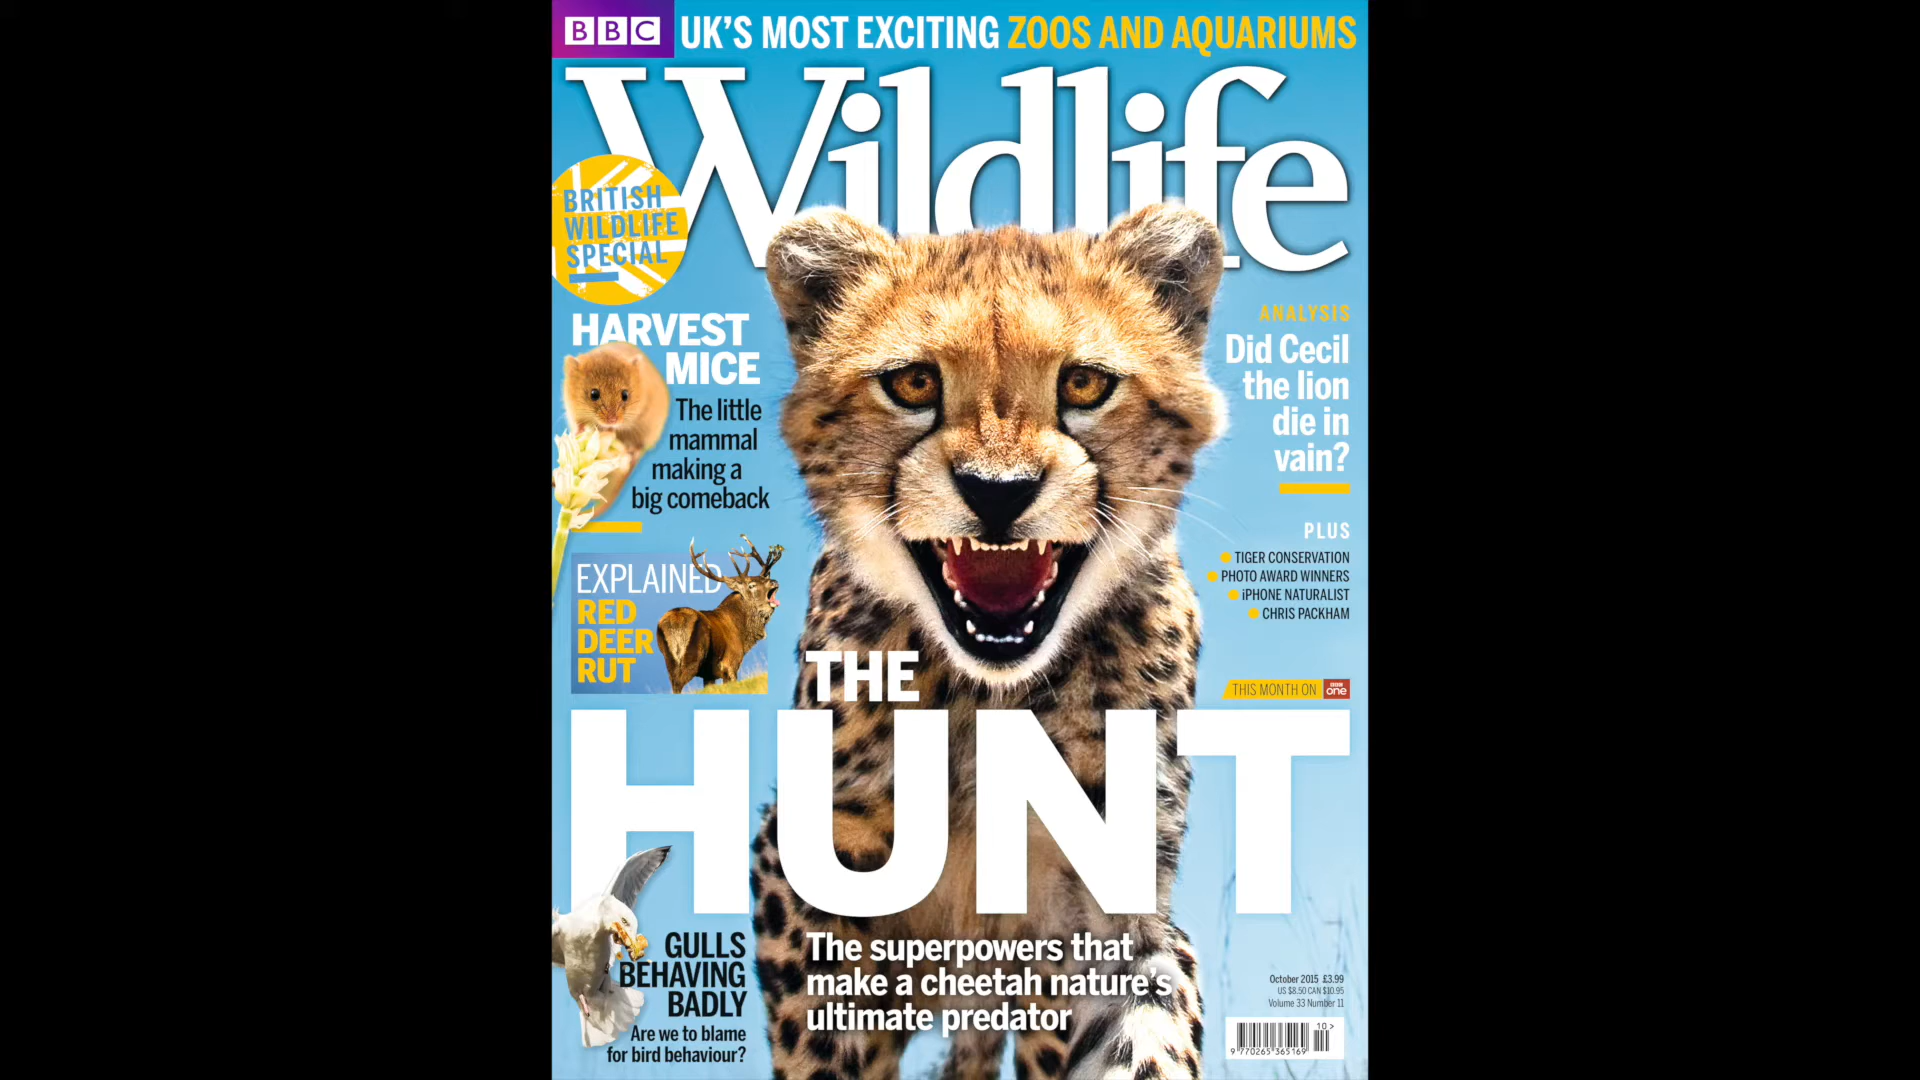 BBC
UK'S MOST EXCITING ZOOS AND AQUARIUMS
Wildlife
BRITISH
WILDLIFE
SPECIAL
HARVEST
MICE
The little
mammal
making a
big comeback
EXPLAINED
RED
DEER
RUT
ANALYSIS
Did Cecil
the lion
die in
vain?
PLUS
TIGER CONSERVATION
PHOTO AWARD WINNERS
iPHONE NATURALIST
CHRIS PACKHAM
THIS MONTH ON BBC one
THE
HUNT
The superpowers that
make a cheetah nature's
ultimate predator
GULLS
BEHAVING
BADLY
Are we to blame
for bird behaviour?
October 2015 £3.99
US $8.50 CAN $10.95
Volume 33 Number 11
10 >
9 770265 365169